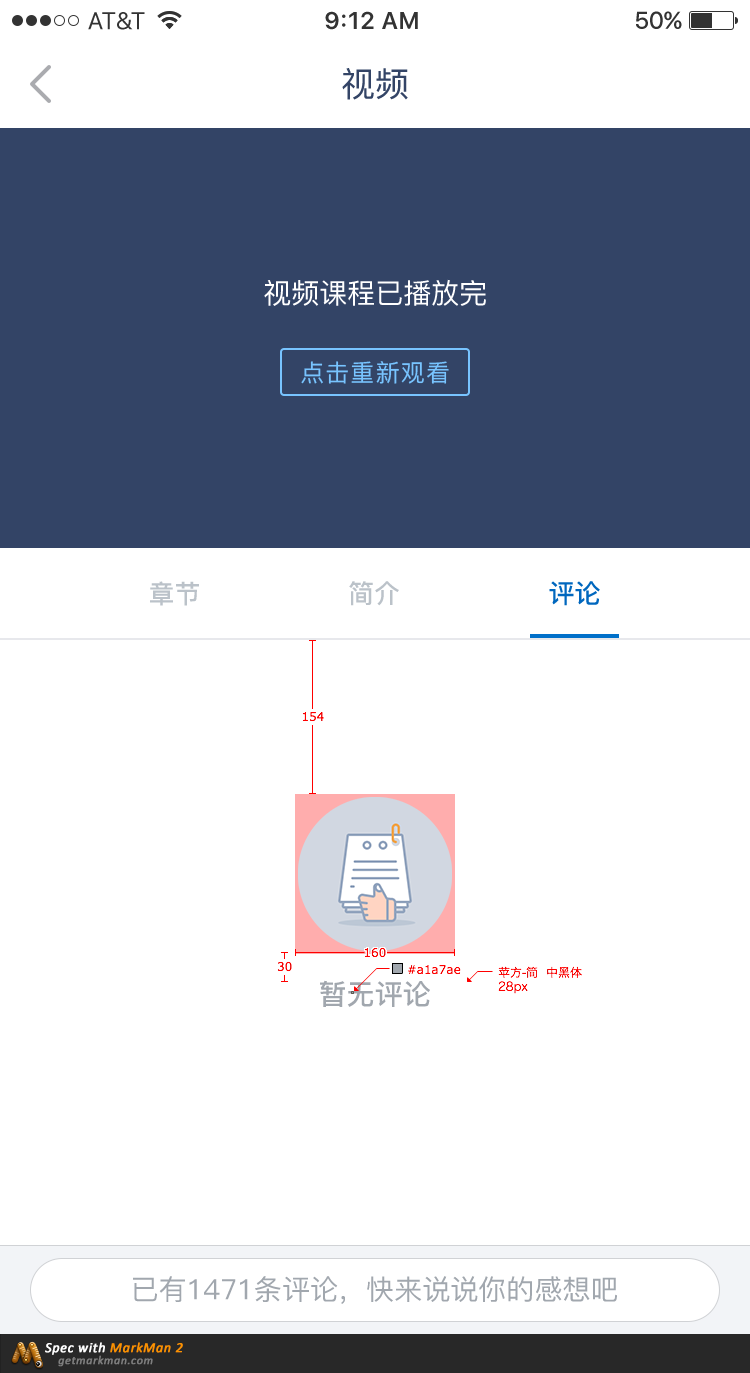 AT&T 9:12 AM 50%
视频
视频课程已播放完
点击重新观看
章节 简介 评论
154
160
30
#a1a7ae
苹方-简 中黑体
28px
暂无评论
已有1471条评论，快来说说你的感想吧
Spec with MarkMan 2
getmarkman.com